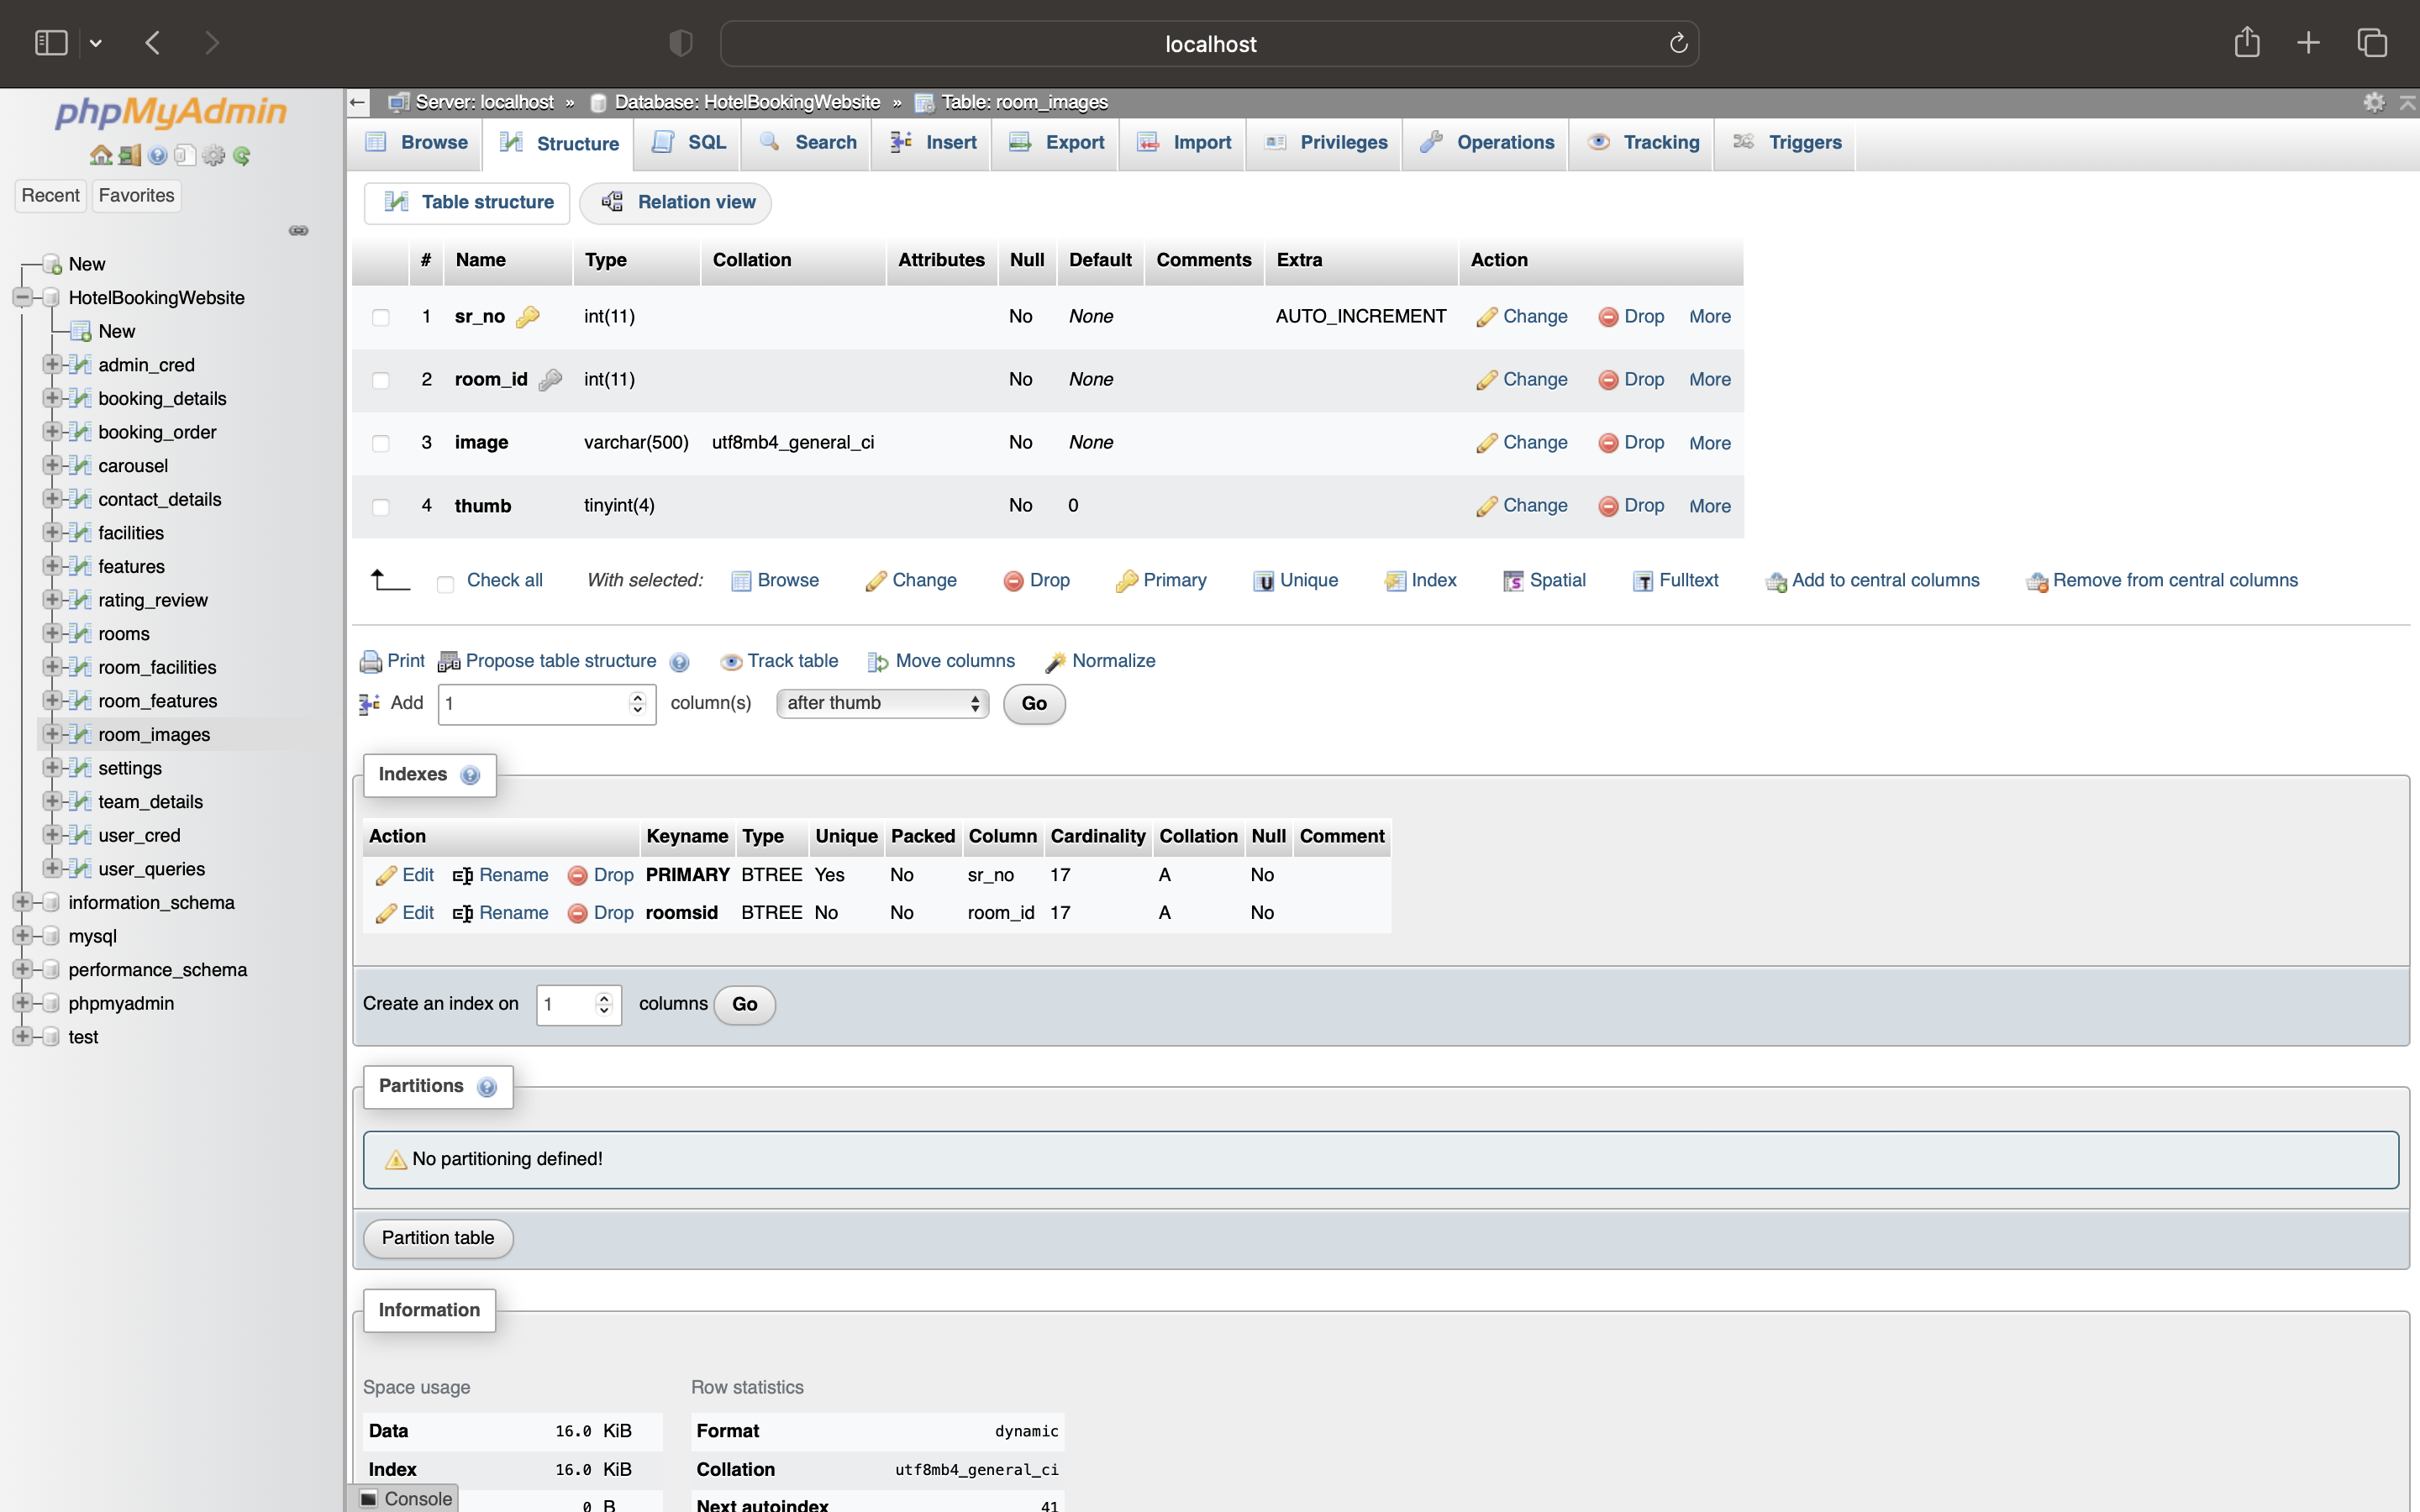 localhost
phpMyAdmin
Recent Favorites
New
HotelBookingWebsite
New
admin_cred
booking_details
booking_order
carousel
contact_details
facilities
features
rating_review
rooms
room_facilities
room_features
room_images
settings
team_details
user_cred
user_queries
information_schema
mysql
performance_schema
phpmyadmin
test
Server: localhost » Database: HotelBookingWebsite » Table: room_images
Browse Structure SQL Search Insert Export Import Privileges Operations Tracking Triggers
Table structure Relation view
# Name Type Collation Attributes Null Default Comments Extra Action
1 sr_no int(11) No None AUTO_INCREMENT Change Drop More
2 room_id int(11) No None Change Drop More
3 image varchar(500) utf8mb4_general_ci No None Change Drop More
4 thumb tinyint(4) No 0 Change Drop More
Check all With selected: Browse Change Drop Primary Unique Index Spatial Fulltext Add to central columns Remove from central columns
Print Propose table structure Track table Move columns Normalize
Add 1 column(s) after thumb Go
Indexes
Action Keyname Type Unique Packed Column Cardinality Collation Null Comment
Edit Rename Drop PRIMARY BTREE Yes No sr_no 17 A No
Edit Rename Drop roomsid BTREE No No room_id 17 A No
Create an index on 1 columns Go
Partitions
No partitioning defined!
Partition table
Information
Space usage Row statistics
Data 16.0 KiB Format dynamic
Index 16.0 KiB Collation utf8mb4_general_ci
0 B Next autoindex 41
Console